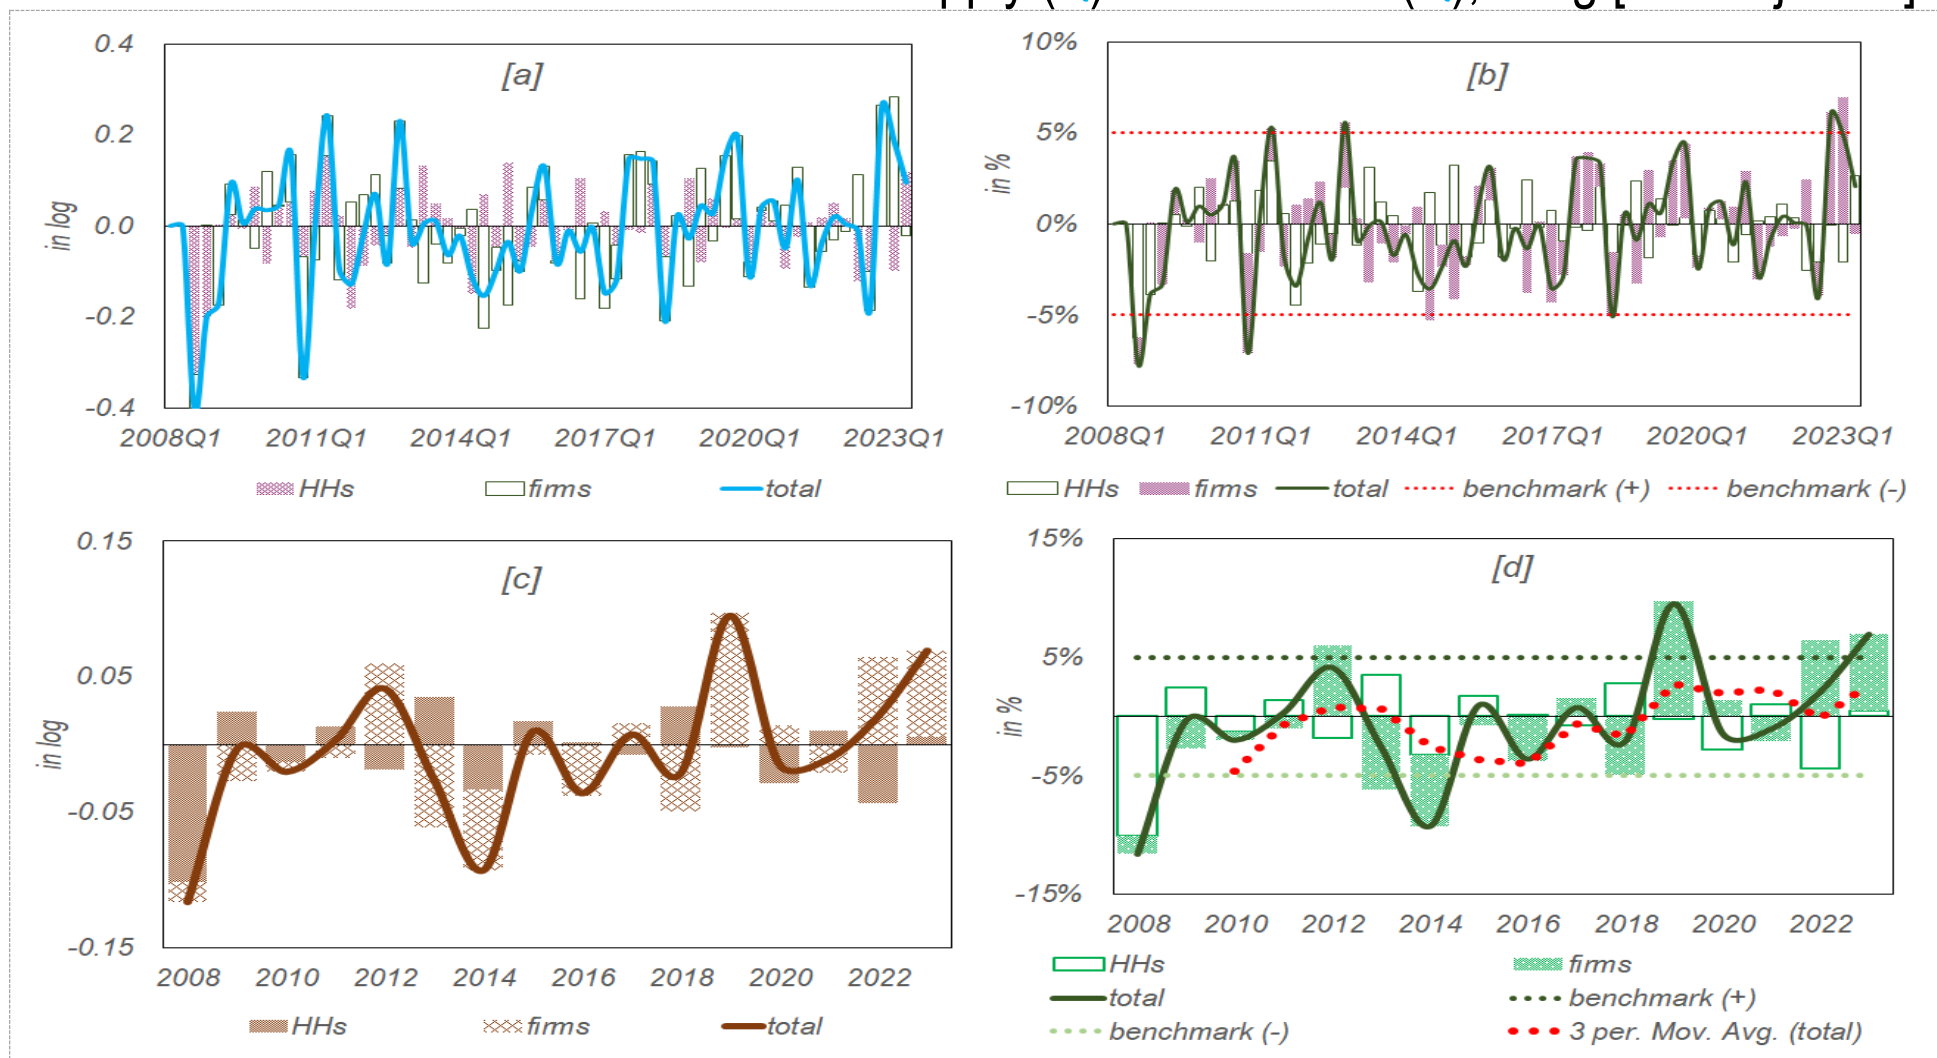 [a]
0.4
0.2
0.0
-0.2
-0.4
in log
2008Q1 2011Q1 2014Q1 2017Q1 2020Q1 2023Q1
HHs firms total
[b]
10%
5%
0%
-5%
-10%
in %
2008Q1 2011Q1 2014Q1 2017Q1 2020Q1 2023Q1
HHs firms total benchmark (+) benchmark (-)
[c]
0.15
0.05
-0.05
-0.15
in log
2008 2010 2012 2014 2016 2018 2020 2022
HHs firms total
[d]
15%
5%
-5%
-15%
in %
2008 2010 2012 2014 2016 2018 2020 2022
HHs firms
total benchmark (+)
benchmark (-) 3 per. Mov. Avg. (total)